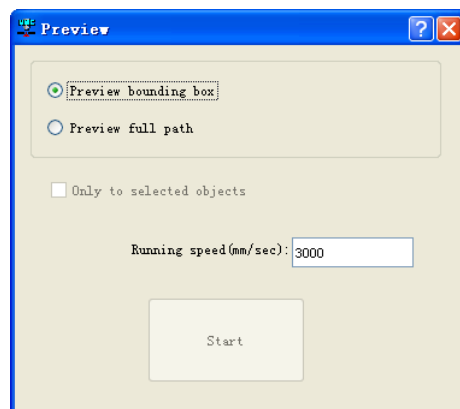 Preview
Preview bounding box
Preview full path
Only to selected objects
Running speed(mm/sec): 3000
Start